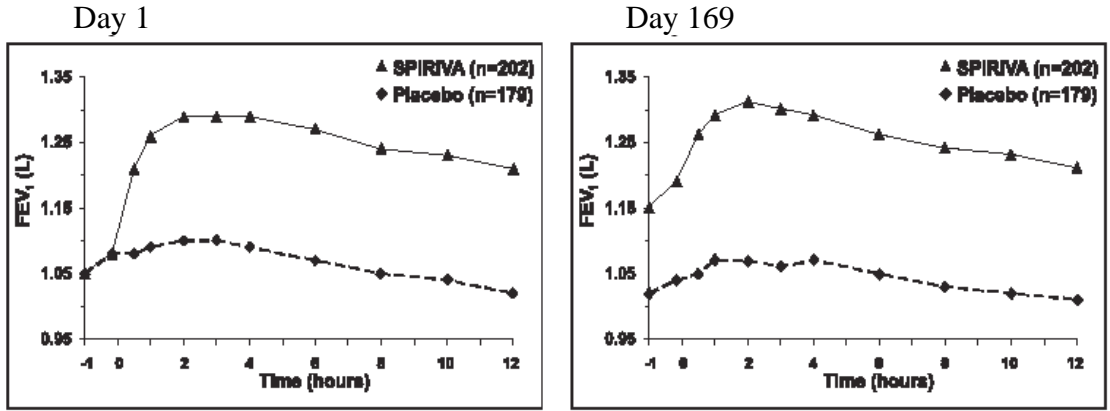 Day 1
SPIRIVA (n=202)
Placebo (n=179)
1.35
1.25
1.15
1.05
0.95
FEV₁ (L)
-1 0 2 4 6 8 10 12
Time (hours)
Day 169
SPIRIVA (n=202)
Placebo (n=179)
1.35
1.25
1.15
1.05
0.95
FEV₁ (L)
-1 0 2 4 6 8 10 12
Time (hours)